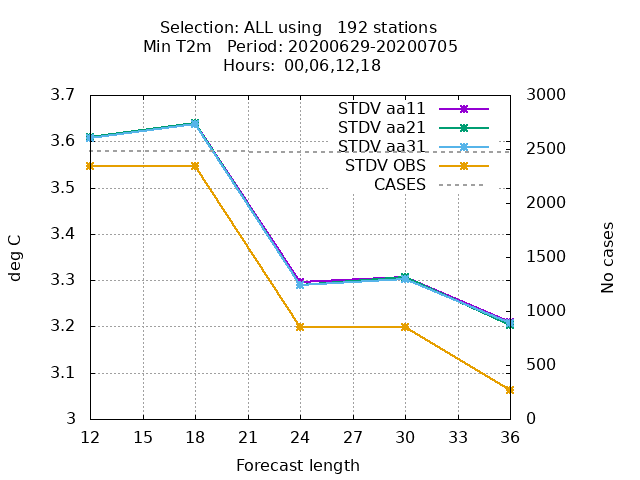 Selection: ALL using   192 stations
Min T2m   Period: 20200629-20200705
Hours:  00,06,12,18
STDV aa11
STDV aa21
STDV aa31
STDV OBS
CASES
3.7
3.6
3.5
3.4
3.3
3.2
3.1
3
deg C
3000
2500
2000
1500
1000
500
0
No cases
12 15 18 21 24 27 30 33 36
Forecast length